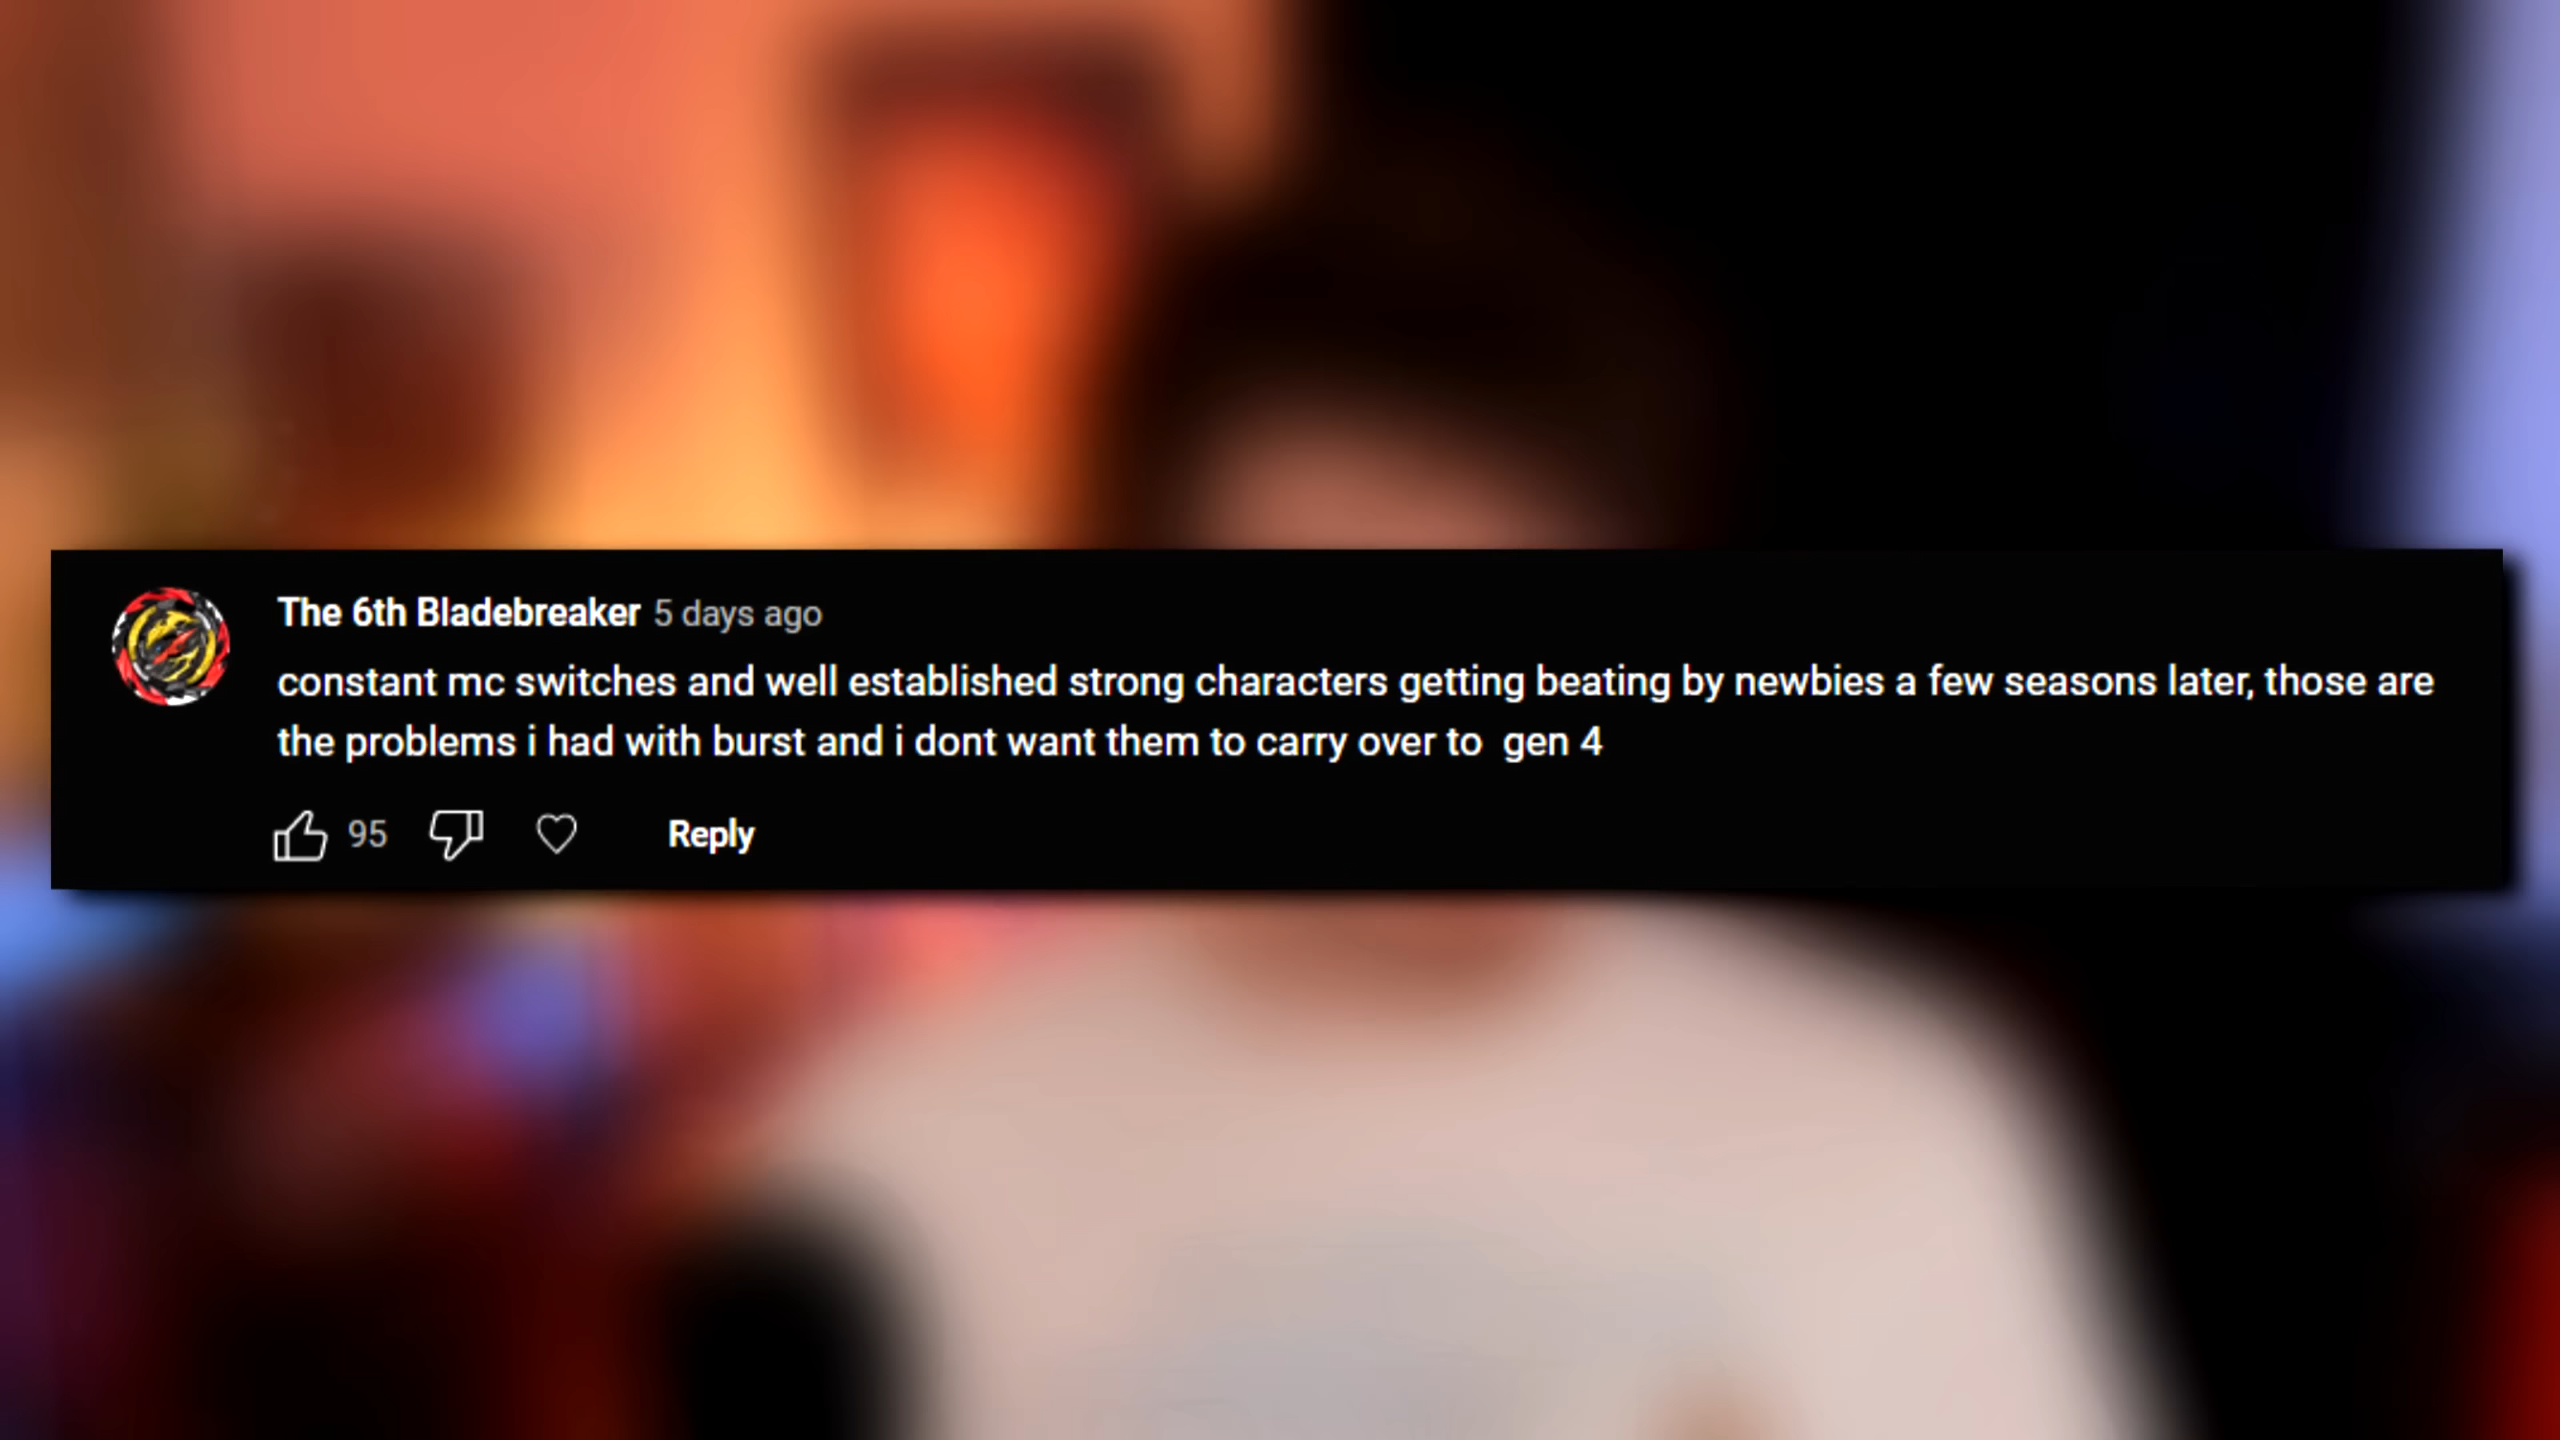 The 6th Bladebreaker 5 days ago
constant mc switches and well established strong characters getting beating by newbies a few seasons later, those are
the problems i had with burst and i dont want them to carry over to  gen 4
95 Reply